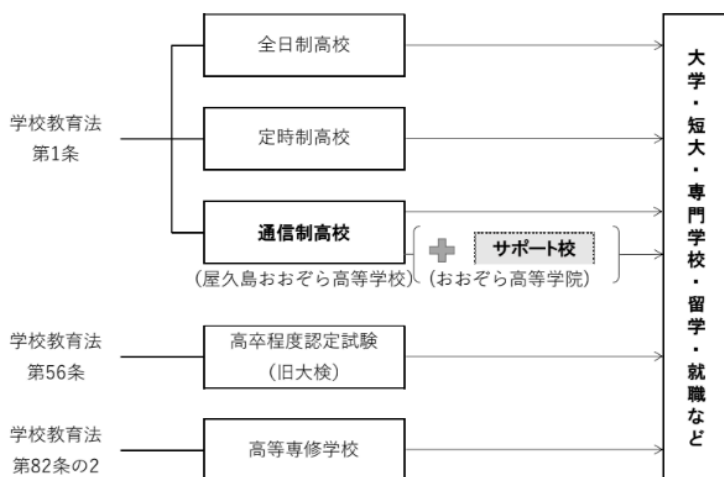 全日制高校
学校教育法
第1条
定時制高校
通信制高校
サポート校
(屋久島おおぞら高等学校)
(おおぞら高等学院)
学校教育法
第56条
高卒程度認定試験
(旧大検)
学校教育法
第82条の2
高等専修学校
大学・短大・専門学校・留学・就職など